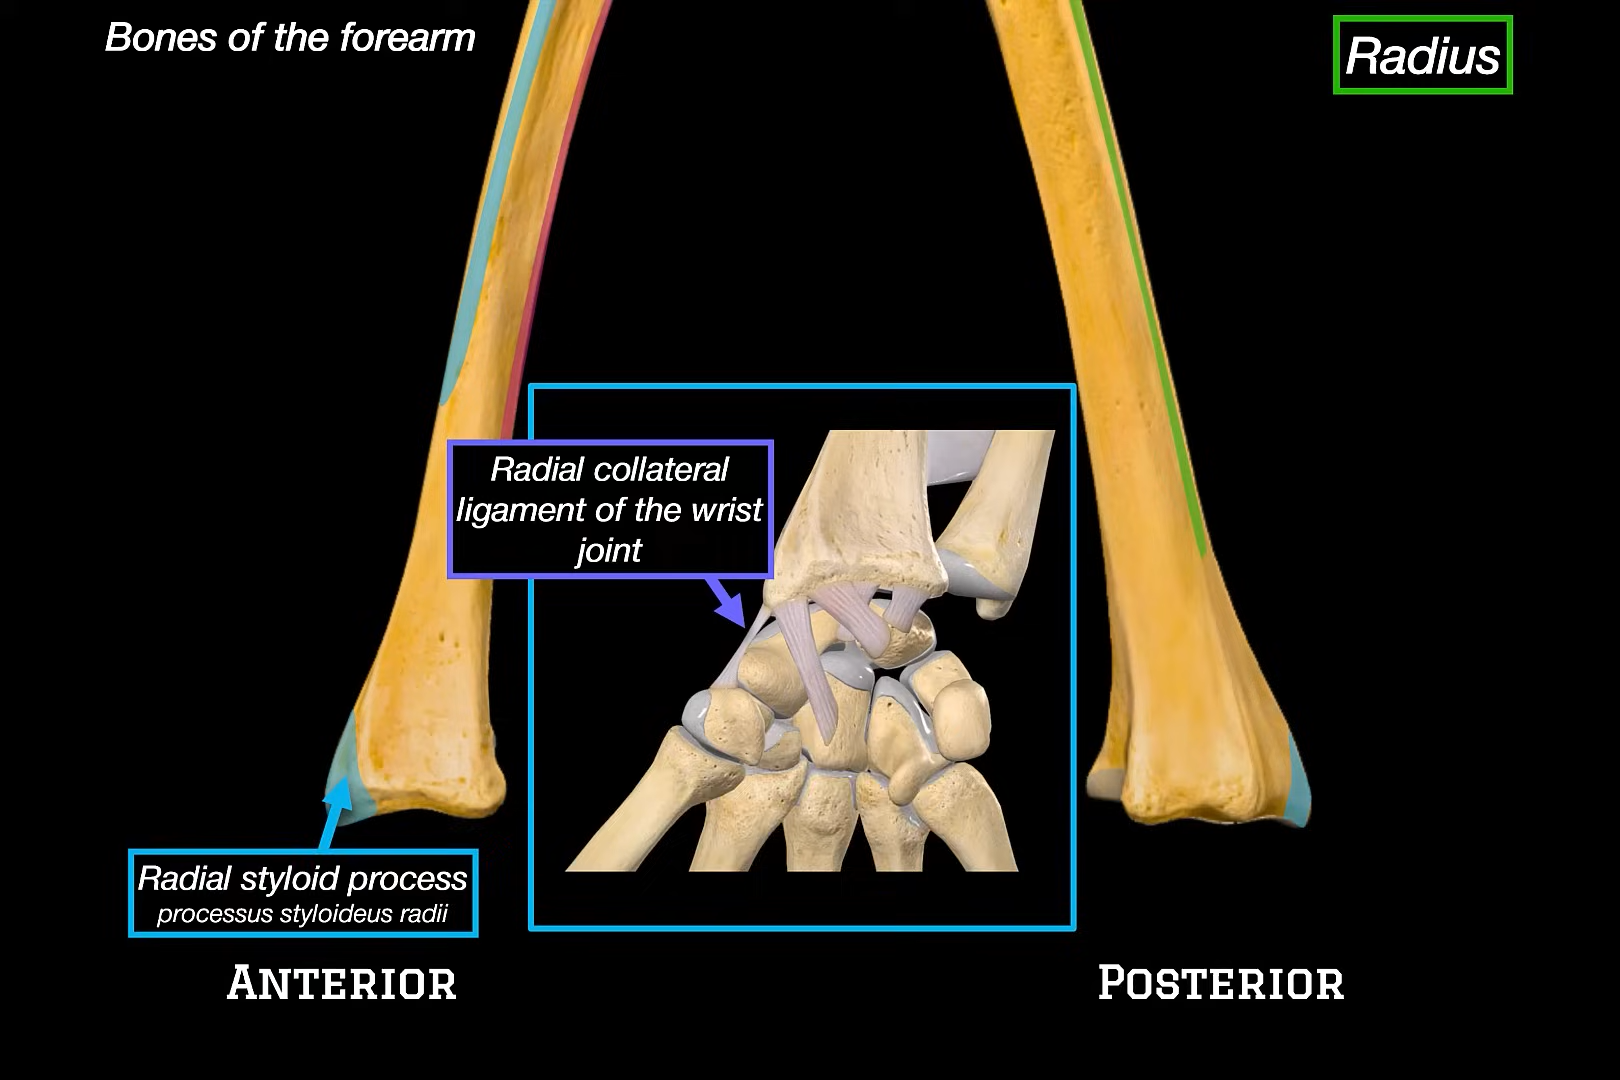 Bones of the forearm
Radius
Radial collateral
ligament of the wrist
joint
Radial styloid process
processus styloideus radii
ANTERIOR
POSTERIOR